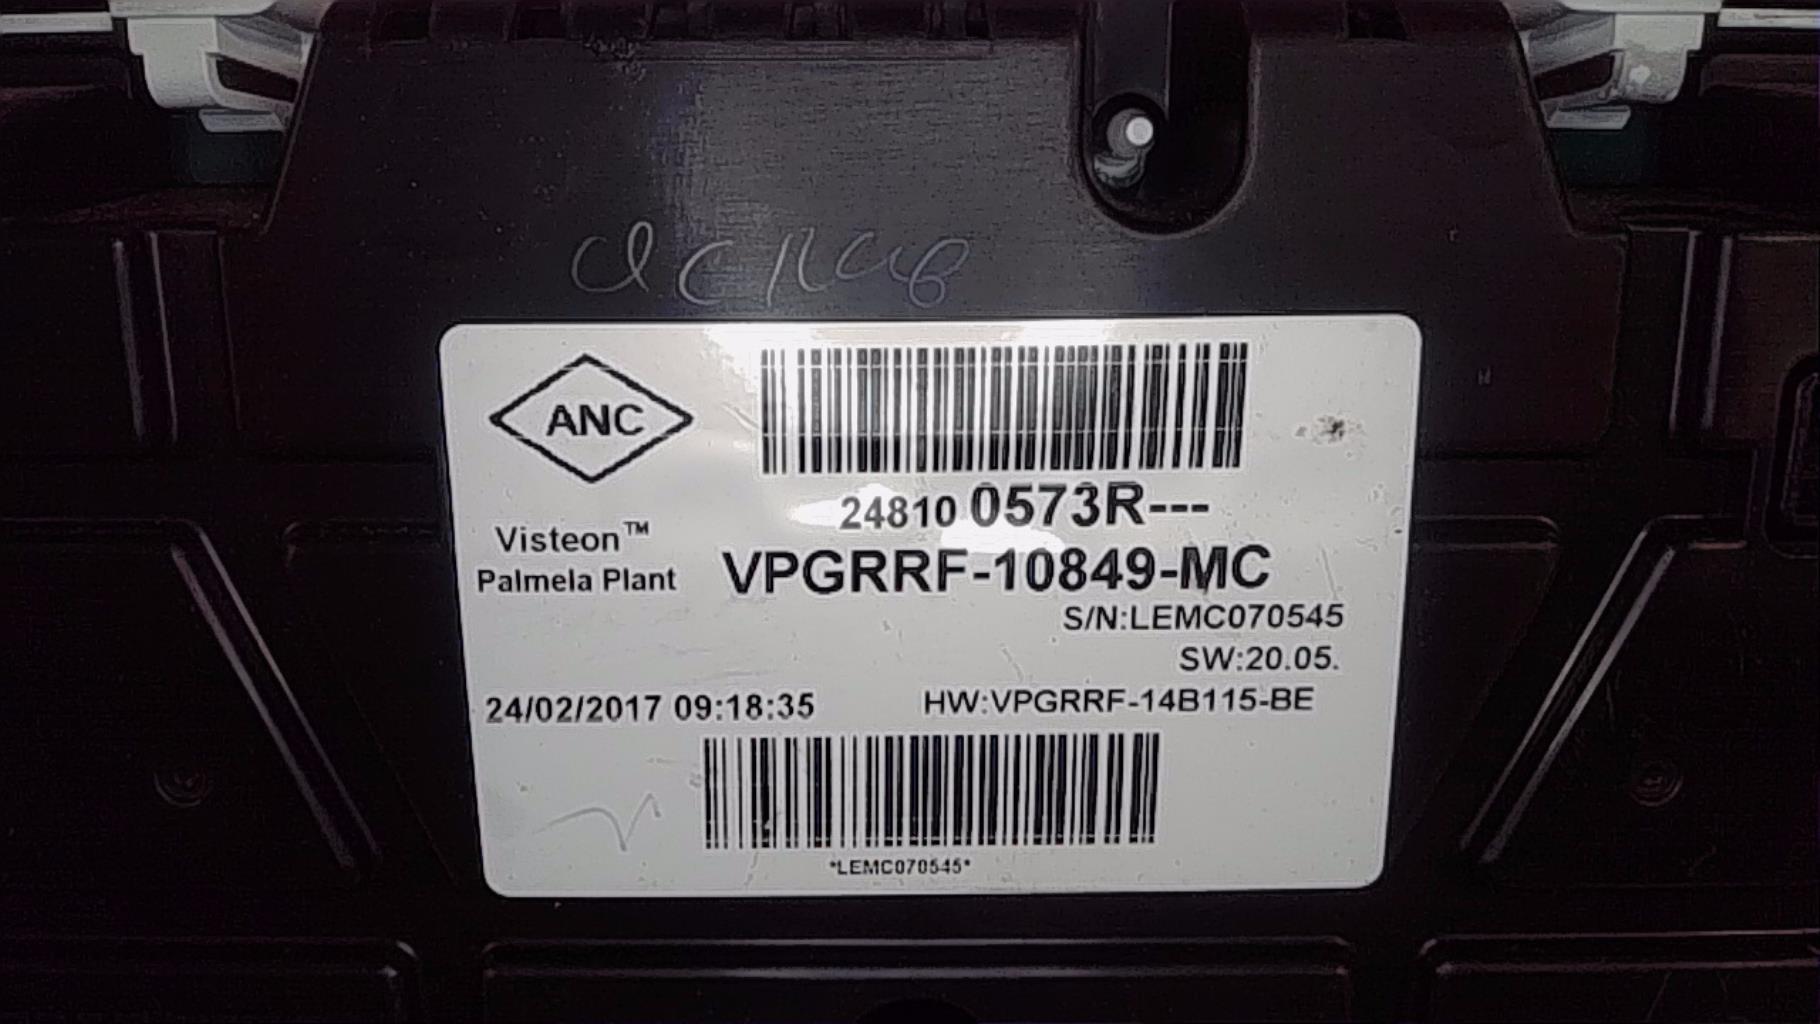 ANC
24810 0573R---
Visteon™
Palmela Plant
VPGRRF-10849-MC
S/N:LEMC070545
SW:20.05.
24/02/2017 09:18:35
HW:VPGRRF-14B115-BE
*LEMC070545*